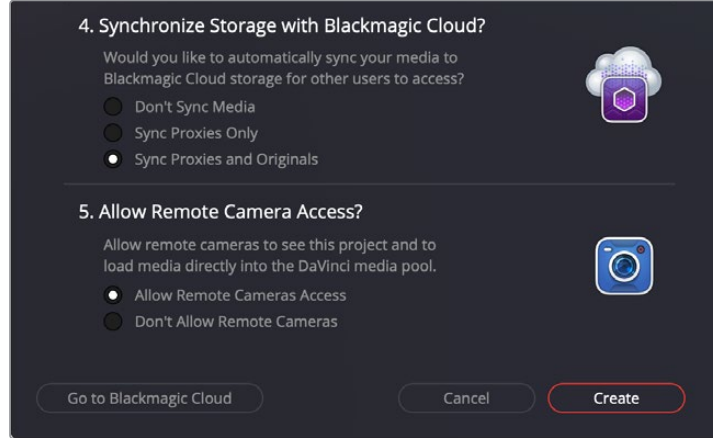 4. Synchronize Storage with Blackmagic Cloud?
Would you like to automatically sync your media to
Blackmagic Cloud storage for other users to access?
Don't Sync Media
Sync Proxies Only
Sync Proxies and Originals
5. Allow Remote Camera Access?
Allow remote cameras to see this project and to
load media directly into the DaVinci media pool.
Allow Remote Cameras Access
Don't Allow Remote Cameras
Go to Blackmagic Cloud
Cancel
Create